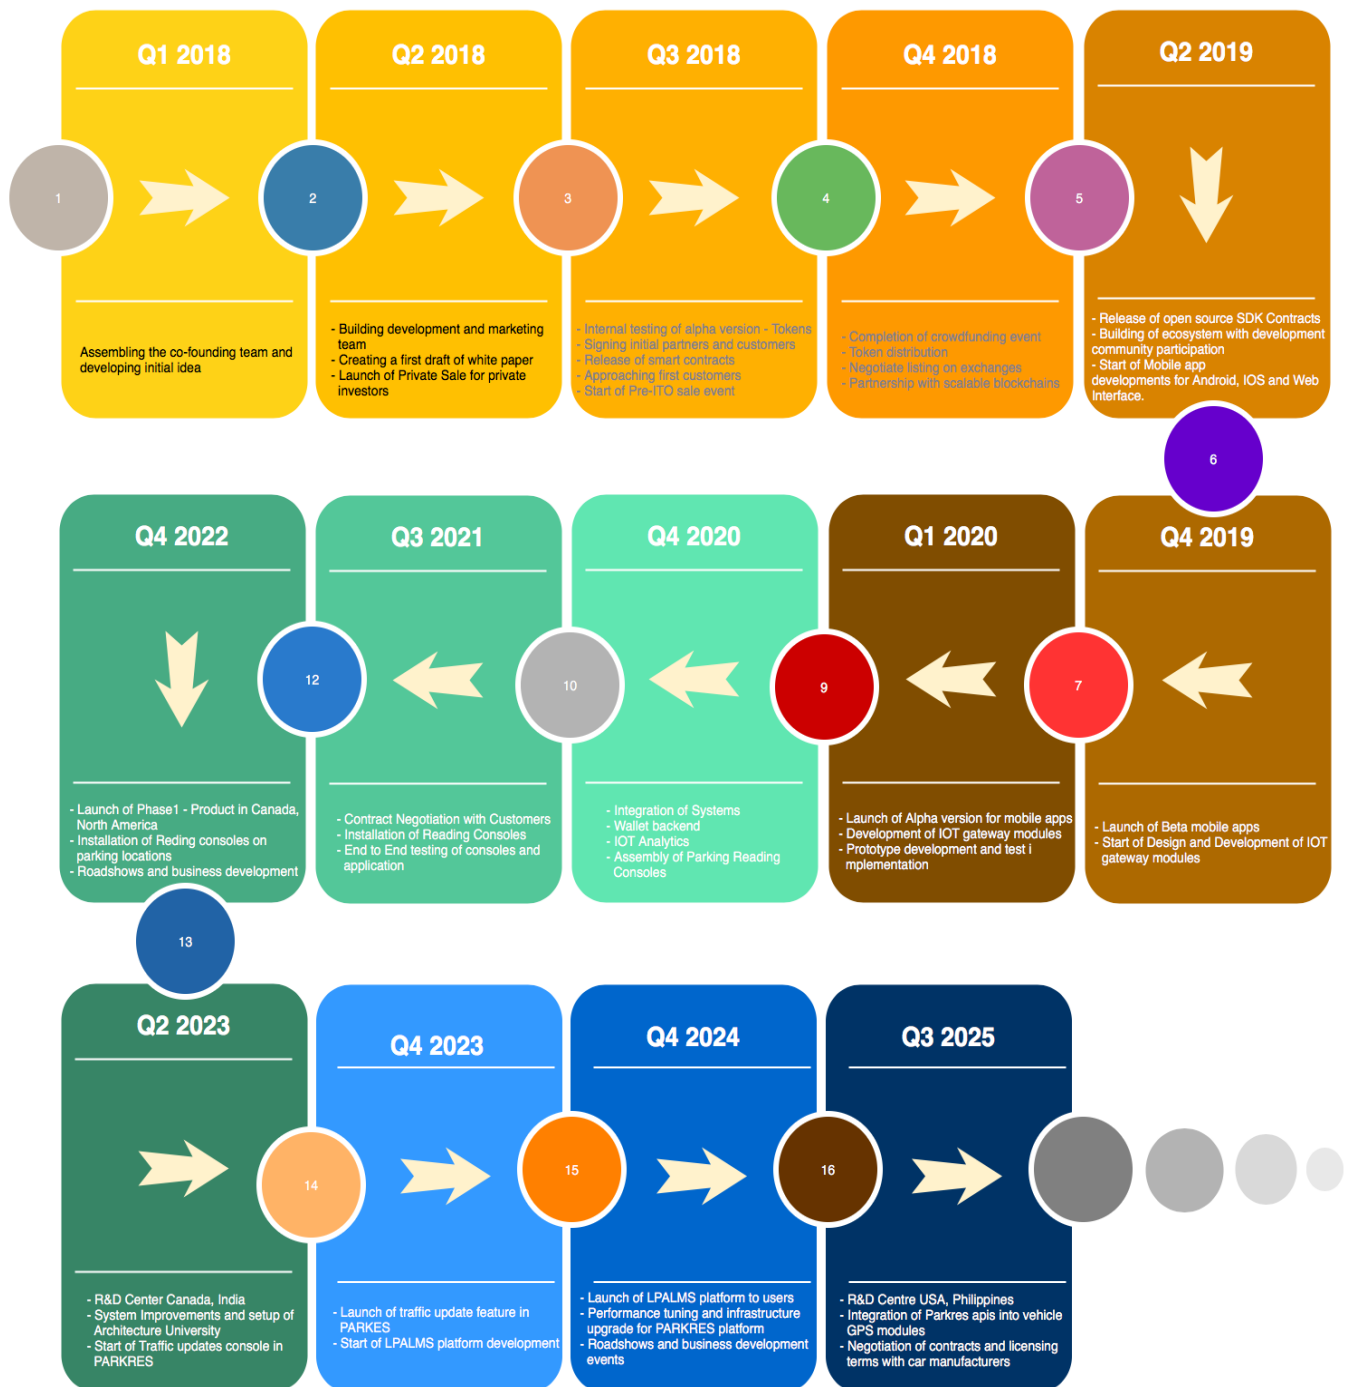 Q1 2018
1
Assembling the co-founding team and
developing initial idea
Q2 2018
2
- Building development and marketing
team
- Creating a first draft of white paper
- Launch of Private Sale for private
investors
Q3 2018
3
- Internal testing of alpha version - Tokens
- Signing initial partners and customers
- Release of smart contracts
- Approaching first customers
- Start of Pre-ITO sale event
Q4 2018
4
- Completion of crowdfunding event
- Token distribution
- Negotiate listing on exchanges
- Partnership with scalable blockchains
Q2 2019
5
- Release of open source SDK Contracts
- Building of ecosystem with development
community participation
- Start of Mobile app
developments for Android, IOS and Web
Interface.
6
Q4 2019
- Launch of Beta mobile apps
- Start of Design and Development of IOT
gateway modules
7
Q1 2020
- Launch of Alpha version for mobile apps
- Development of IOT gateway modules
- Prototype development and test i
mplementation
9
Q4 2020
- Integration of Systems
- Wallet backend
- IOT Analytics
- Assembly of Parking Reading
Consoles
10
Q3 2021
- Contract Negotiation with Customers
- Installation of Reading Consoles
- End to End testing of consoles and
application
12
Q4 2022
- Launch of Phase1 - Product in Canada,
North America
- Installation of Reding consoles on
parking locations
- Roadshows and business development
13
Q2 2023
- R&D Center Canada, India
- System Improvements and setup of
Architecture University
- Start of Traffic updates console in
PARKRES
14
Q4 2023
- Launch of traffic update feature in
PARKES
- Start of LPALMS platform development
15
Q4 2024
- Launch of LPALMS platform to users
- Performance tuning and infrastructure
upgrade for PARKRES platform
- Roadshows and business development
events
16
Q3 2025
- R&D Centre USA, Philippines
- Integration of Parkres apis into vehicle
GPS modules
- Negotiation of contracts and licensing
terms with car manufacturers